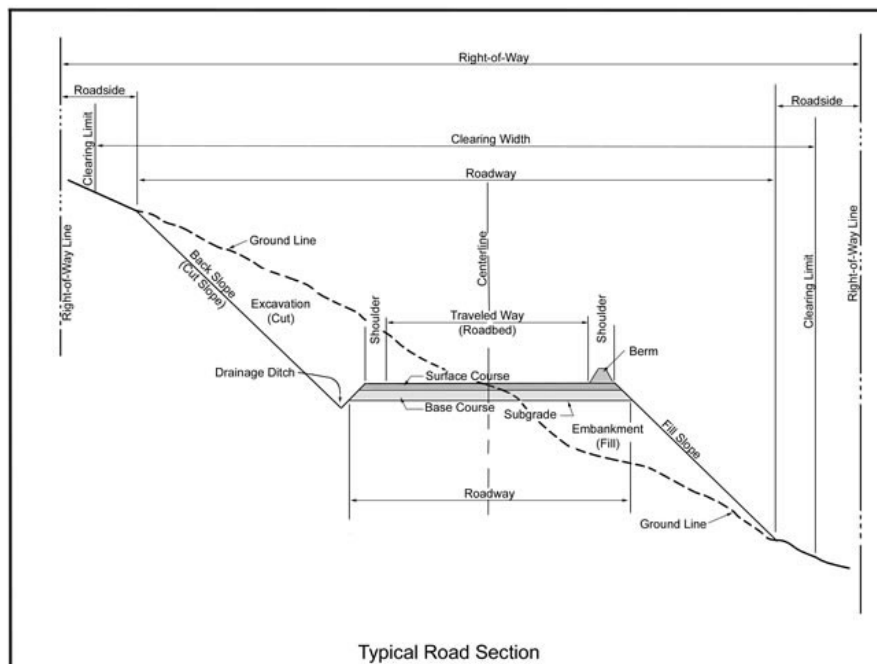 Right-of-Way
Roadside
Roadside
Clearing Limit
Clearing Width
Roadway
Right-of-Way Line
Ground Line
Back Slope
(Cut Slope)
Centerline
Right-of-Way Line
Clearing Limit
Excavation
(Cut)
Shoulder
Traveled Way
(Roadbed)
Shoulder
Berm
Drainage Ditch
Surface Course
Base Course
Subgrade
Embankment
(Fill)
Fill Slope
Roadway
Ground Line
Typical Road Section